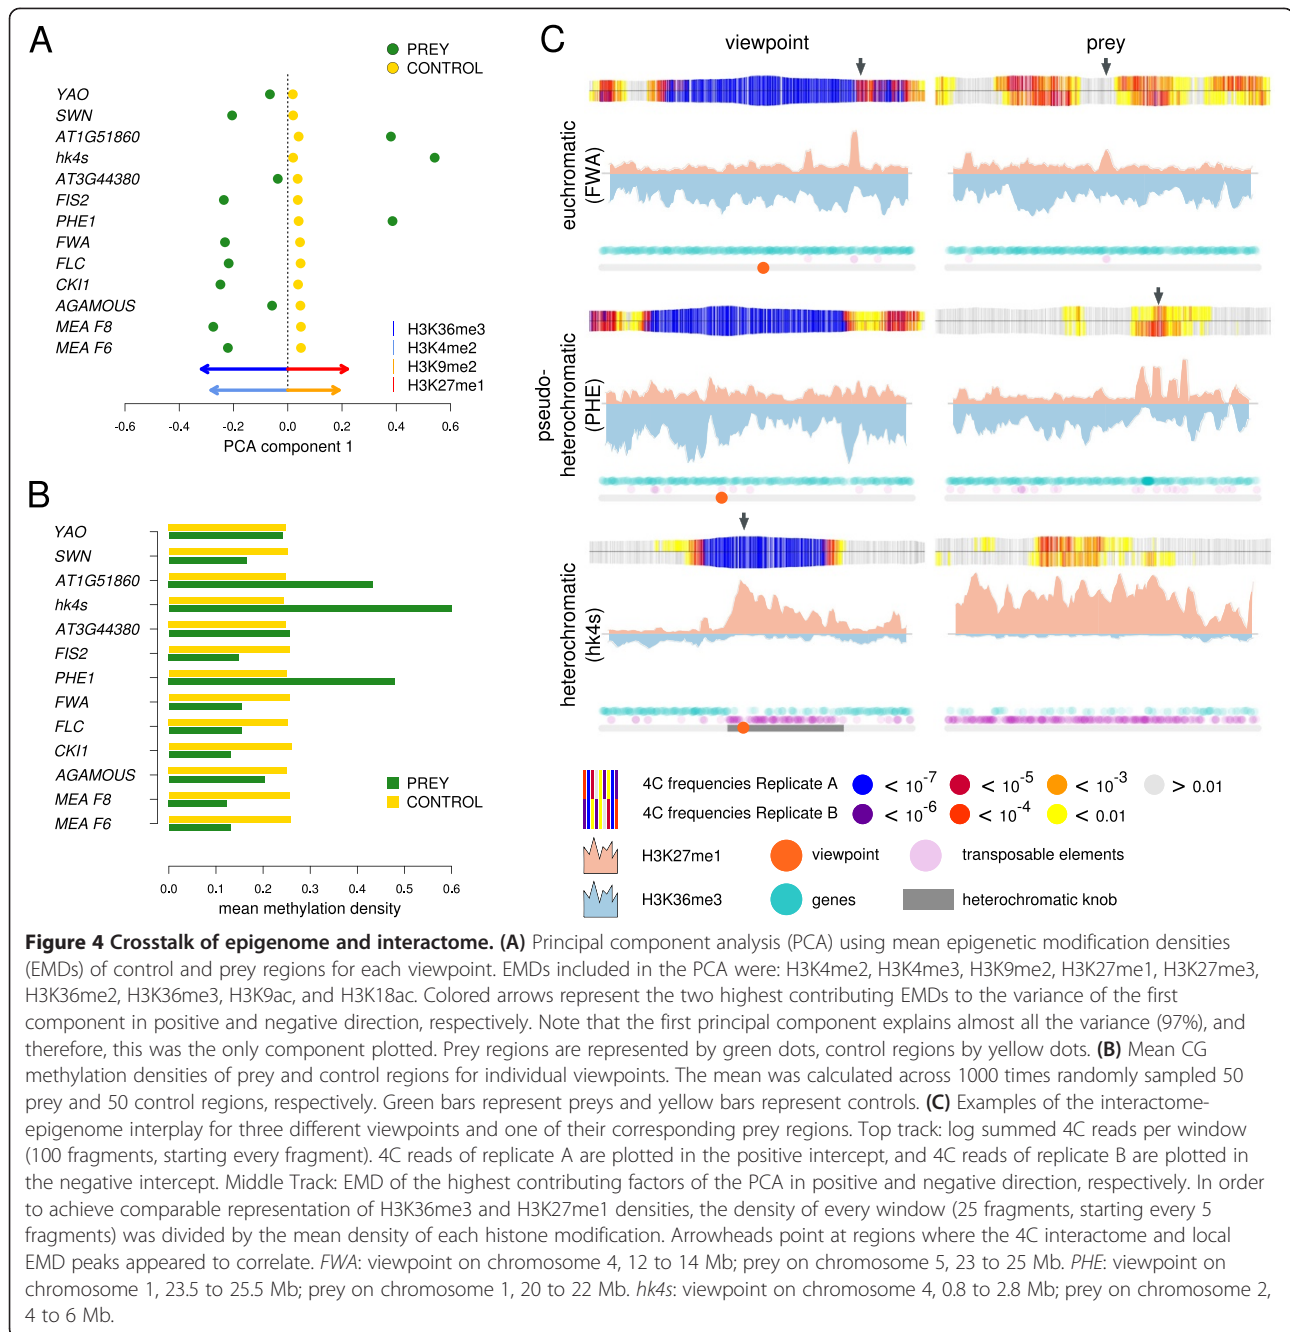 A
PREY
CONTROL
YAO
SWN
AT1G51860
hk4s
AT3G44380
FIS2
PHE1
FWA
FLC
CKI1
AGAMOUS
MEA F8
MEA F6
H3K36me3
H3K4me2
H3K9me2
H3K27me1
-0.6 -0.4 -0.2 0.0 0.2 0.4 0.6
PCA component 1
B
YAO
SWN
AT1G51860
hk4s
AT3G44380
FIS2
PHE1
FWA
FLC
CKI1
AGAMOUS
MEA F8
MEA F6
PREY
CONTROL
0.0 0.1 0.2 0.3 0.4 0.5 0.6
mean methylation density
C
viewpoint prey
euchromatic
(FWA)
pseudo-
heterochromatic
(PHE)
heterochromatic
(hk4s)
4C frequencies Replicate A
4C frequencies Replicate B
< 10-7 < 10-5 < 10-3 > 0.01
< 10-6 < 10-4 < 0.01
H3K27me1 viewpoint transposable elements
H3K36me3 genes heterochromatic knob
Figure 4 Crosstalk of epigenome and interactome. (A) Principal component analysis (PCA) using mean epigenetic modification densities
(EMDs) of control and prey regions for each viewpoint. EMDs included in the PCA were: H3K4me2, H3K4me3, H3K9me2, H3K27me1, H3K27me3,
H3K36me2, H3K36me3, H3K9ac, and H3K18ac. Colored arrows represent the two highest contributing EMDs to the variance of the first
component in positive and negative direction, respectively. Note that the first principal component explains almost all the variance (97%), and
therefore, this was the only component plotted. Prey regions are represented by green dots, control regions by yellow dots. (B) Mean CG
methylation densities of prey and control regions for individual viewpoints. The mean was calculated across 1000 times randomly sampled 50
prey and 50 control regions, respectively. Green bars represent preys and yellow bars represent controls. (C) Examples of the interactome-
epigenome interplay for three different viewpoints and one of their corresponding prey regions. Top track: log summed 4C reads per window
(100 fragments, starting every fragment). 4C reads of replicate A are plotted in the positive intercept, and 4C reads of replicate B are plotted in
the negative intercept. Middle Track: EMD of the highest contributing factors of the PCA in positive and negative direction, respectively. In order
to achieve comparable representation of H3K36me3 and H3K27me1 densities, the density of every window (25 fragments, starting every 5
fragments) was divided by the mean density of each histone modification. Arrowheads point at regions where the 4C interactome and local
EMD peaks appeared to correlate. FWA: viewpoint on chromosome 4, 12 to 14 Mb; prey on chromosome 5, 23 to 25 Mb. PHE: viewpoint on
chromosome 1, 23.5 to 25.5 Mb; prey on chromosome 1, 20 to 22 Mb. hk4s: viewpoint on chromosome 4, 0.8 to 2.8 Mb; prey on chromosome 2,
4 to 6 Mb.